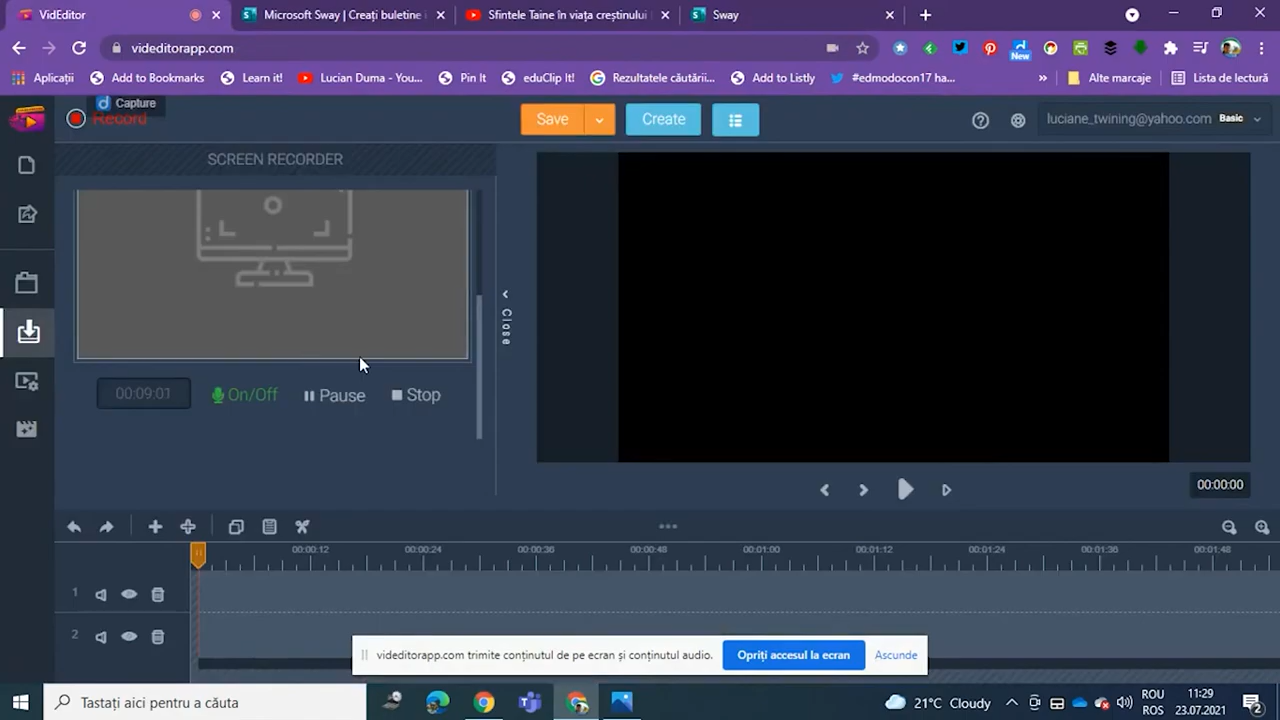 VidEditor
Microsoft Sway | Creați buletine i
Sfintele Taine în viața creștinului
Sway
videditorapp.com
Aplicații
Add to Bookmarks
Learn it!
Lucian Duma - You...
Pin It
eduClip It!
Rezultatele căutării...
Add to Listly
#edmodocon17 ha...
New
»
Alte marcaje
Lista de lectură
Capture
Record
Save
Create
luciane_twining@yahoo.com Basic
SCREEN RECORDER
Close
00:09:01
On/Off
Pause
Stop
00:00:00
00:00:12
00:00:24
00:00:36
00:00:48
00:01:00
00:01:12
00:01:24
00:01:36
00:01:48
1
2
videditorapp.com trimite conținutul de pe ecran și conținutul audio.
Opriți accesul la ecran
Ascunde
Tastați aici pentru a căuta
21°C Cloudy
ROU
ROS
11:29
23.07.2021
2